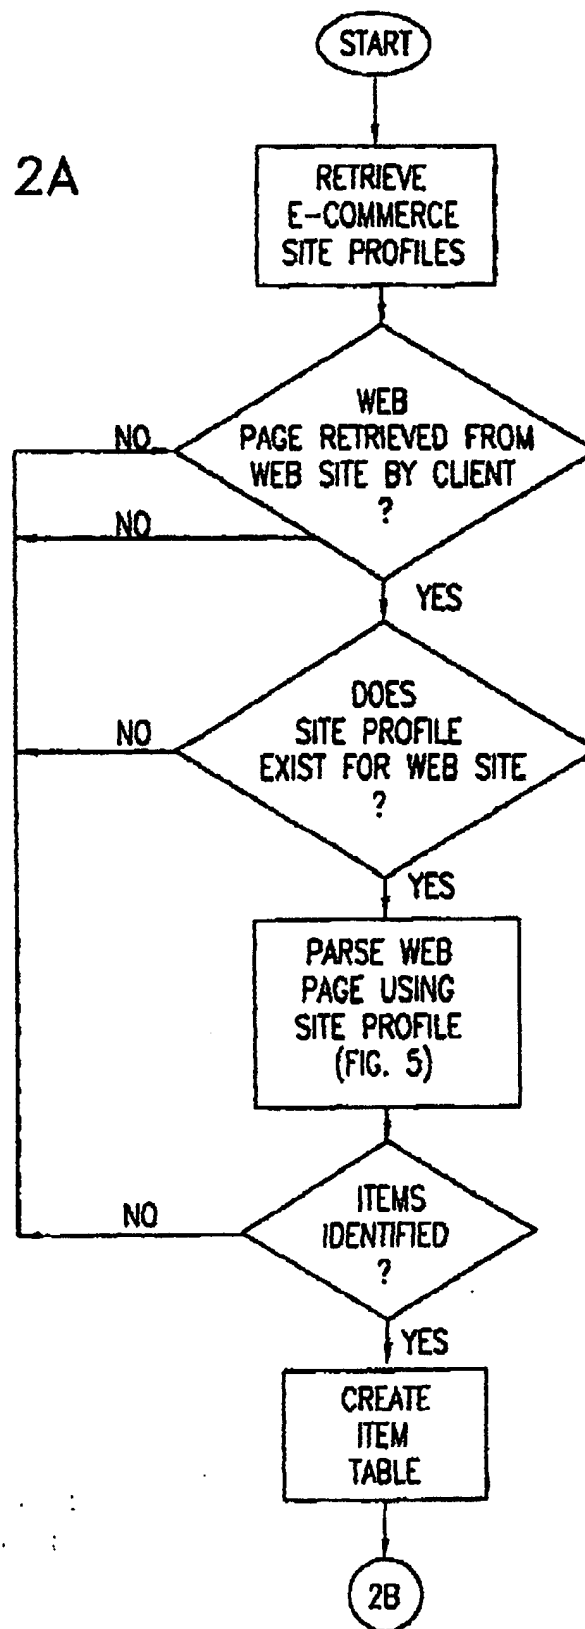 2A
START
RETRIEVE
E-COMMERCE
SITE PROFILES
WEB
PAGE RETRIEVED FROM
WEB SITE BY CLIENT
?
NO
NO
YES
DOES
SITE PROFILE
EXIST FOR WEB SITE
?
NO
YES
PARSE WEB
PAGE USING
SITE PROFILE
(FIG. 5)
ITEMS
IDENTIFIED
?
NO
YES
CREATE
ITEM
TABLE
2B